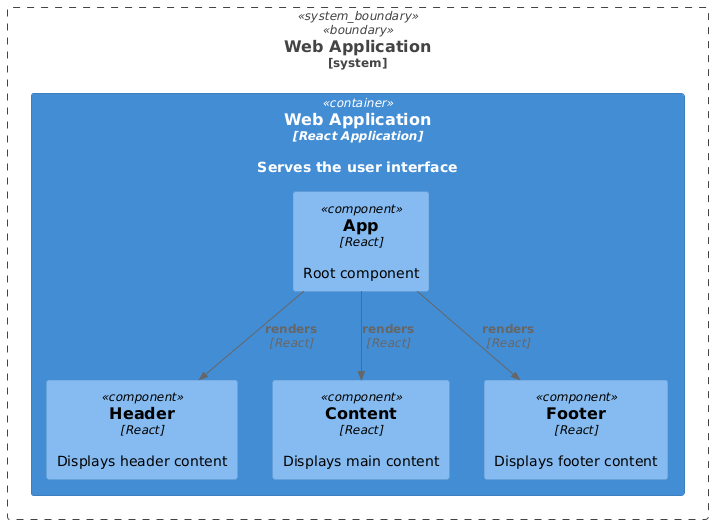 «system_boundary»
«boundary»
Web Application
[system]
«container»
Web Application
[React Application]
Serves the user interface
«component»
App
[React]
Root component
renders
[React]
renders
[React]
renders
[React]
«component»
Header
[React]
Displays header content
«component»
Content
[React]
Displays main content
«component»
Footer
[React]
Displays footer content